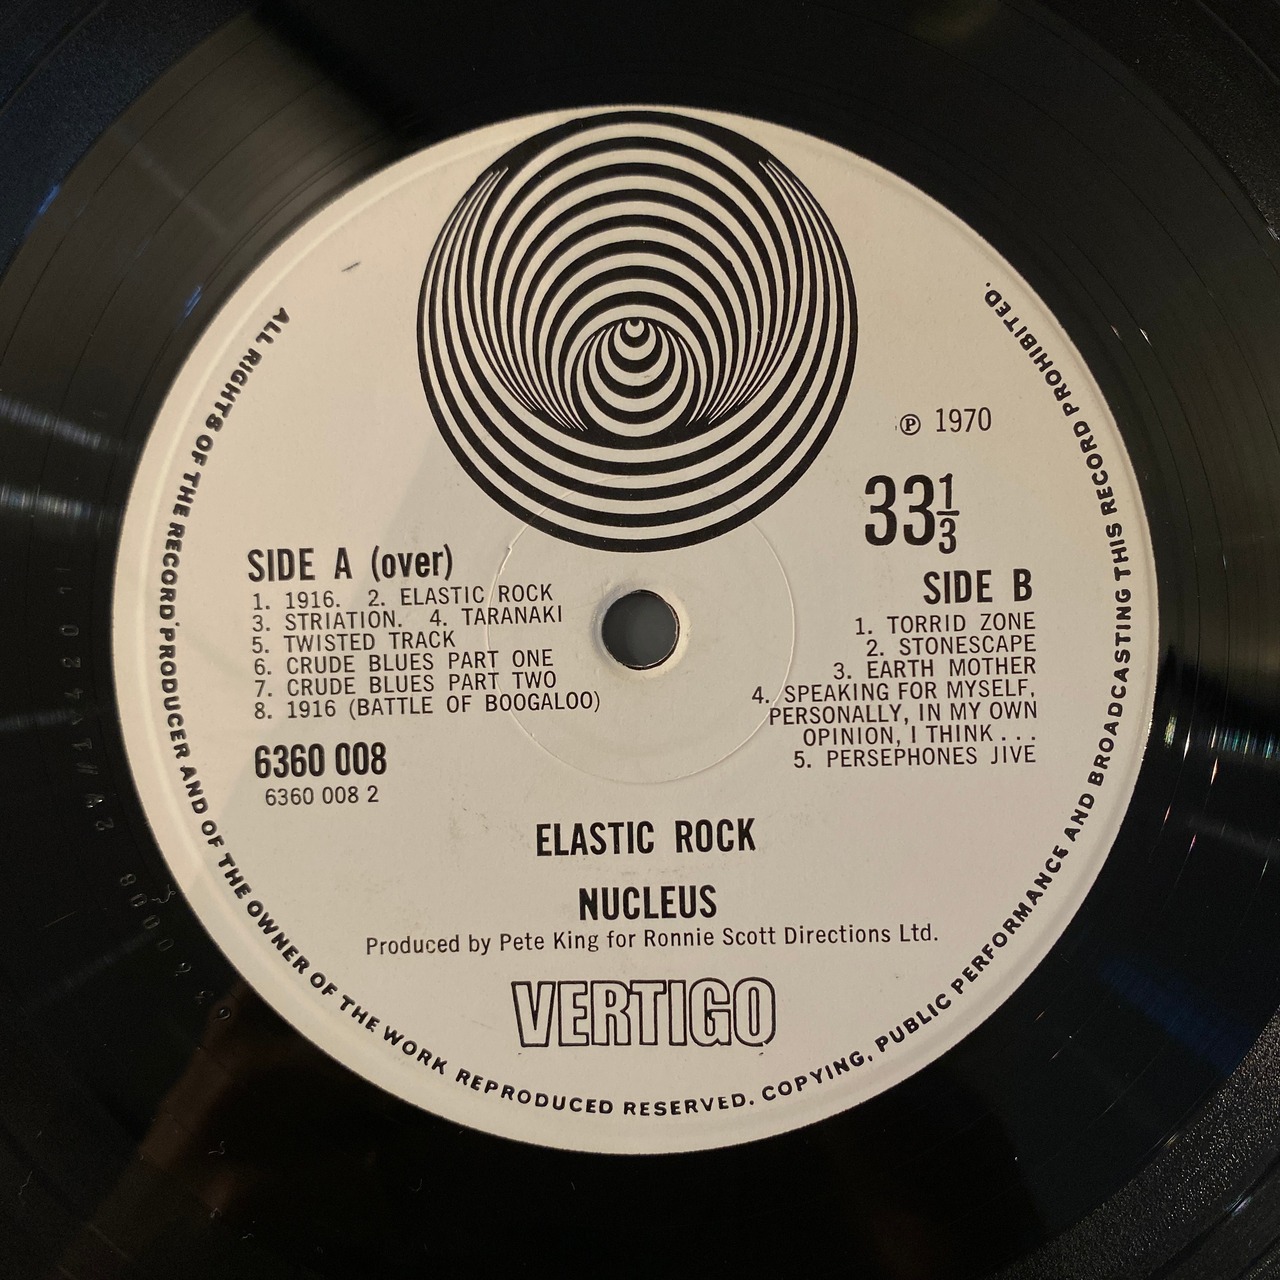 ALL RIGHTS OF THE RECORD PRODUCER AND OF THE OWNER OF THE WORK REPRODUCED RESERVED. COPYING, PUBLIC PERFORMANCE AND BROADCASTING THIS RECORD PROHIBITED.
℗ 1970
33 1/3
SIDE A (over)
1. 1916. 2. ELASTIC ROCK
3. STRIATION. 4. TARANAKI
5. TWISTED TRACK
6. CRUDE BLUES PART ONE
7. CRUDE BLUES PART TWO
8. 1916 (BATTLE OF BOOGALOO)
6360 008
6360 008 2
SIDE B
1. TORRID ZONE
2. STONESCAPE
3. EARTH MOTHER
4. SPEAKING FOR MYSELF,
PERSONALLY, IN MY OWN
OPINION, I THINK . . .
5. PERSEPHONES JIVE
ELASTIC ROCK
NUCLEUS
Produced by Pete King for Ronnie Scott Directions Ltd.
VERTIGO